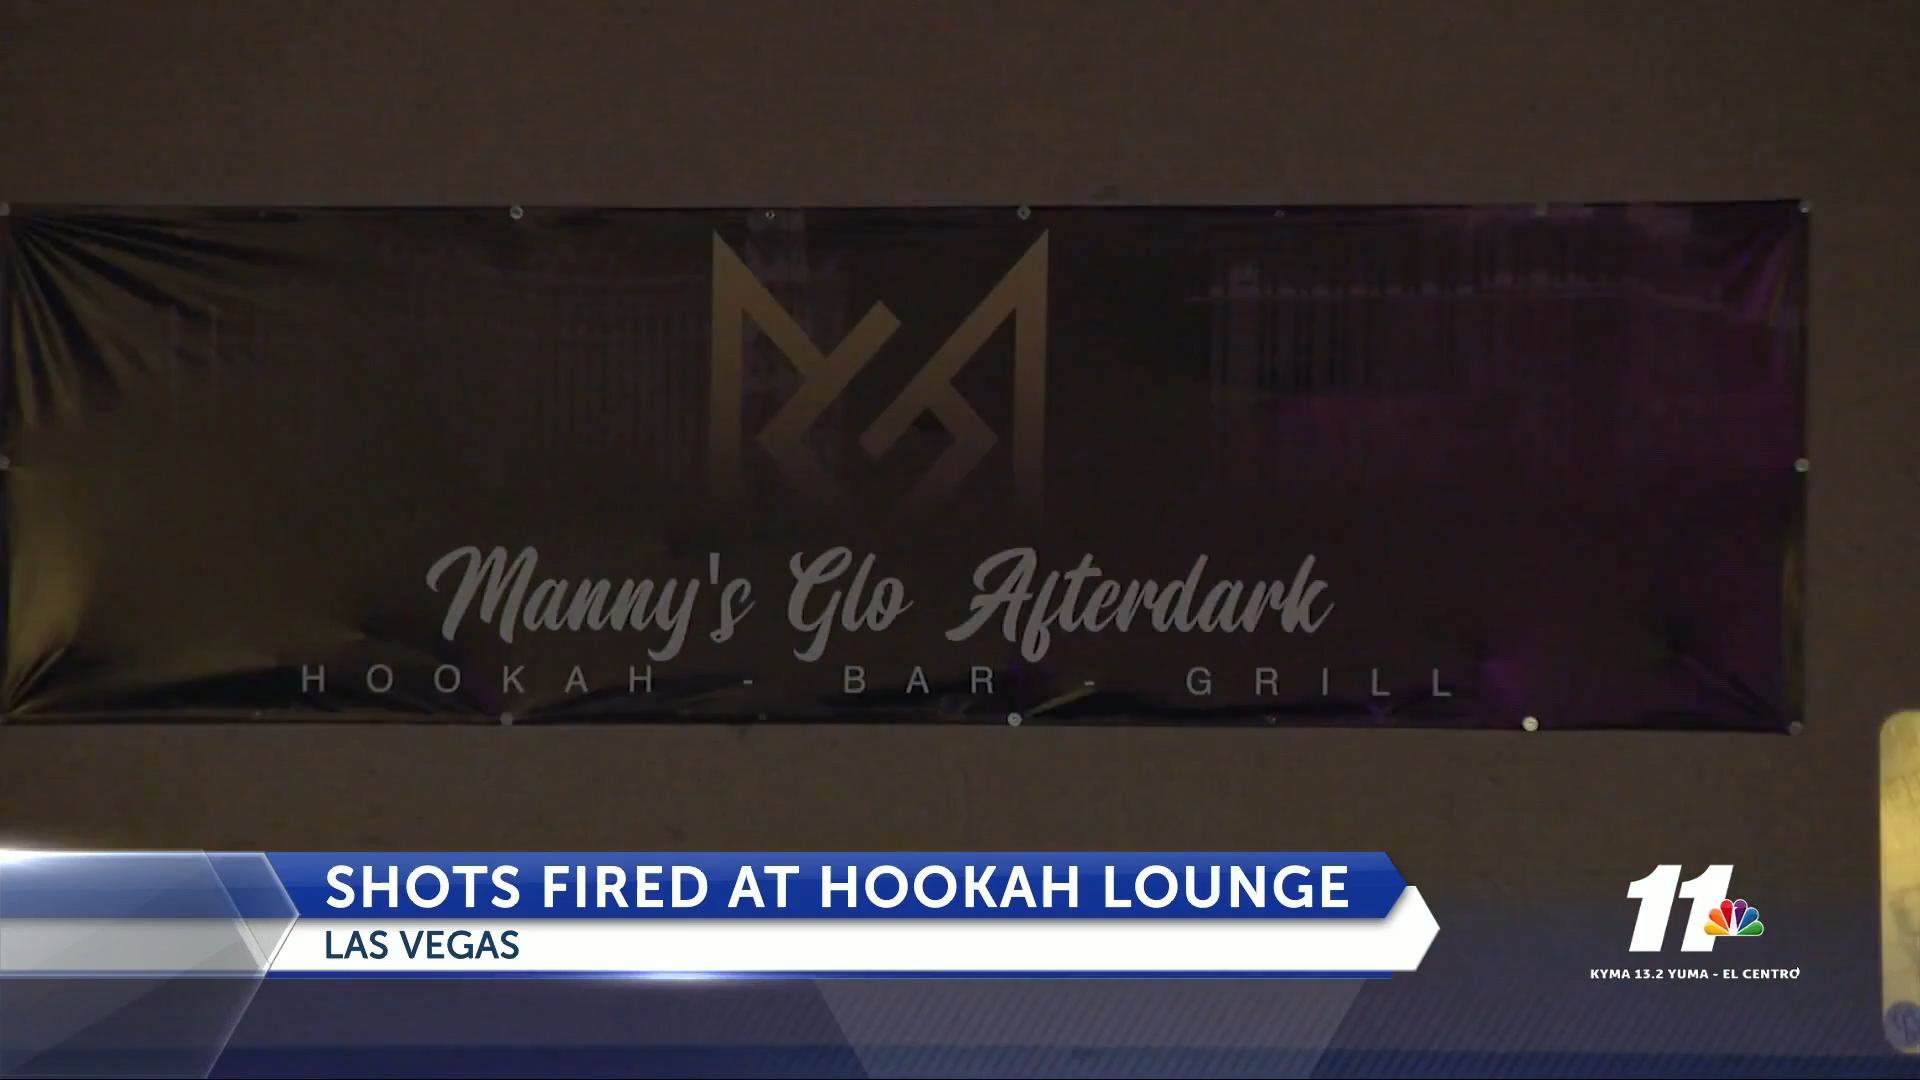 Manny's Glo Afterdark
HOOKAH - BAR - GRILL
SHOTS FIRED AT HOOKAH LOUNGE
LAS VEGAS
11
KYMA 13.2 YUMA - EL CENTRO